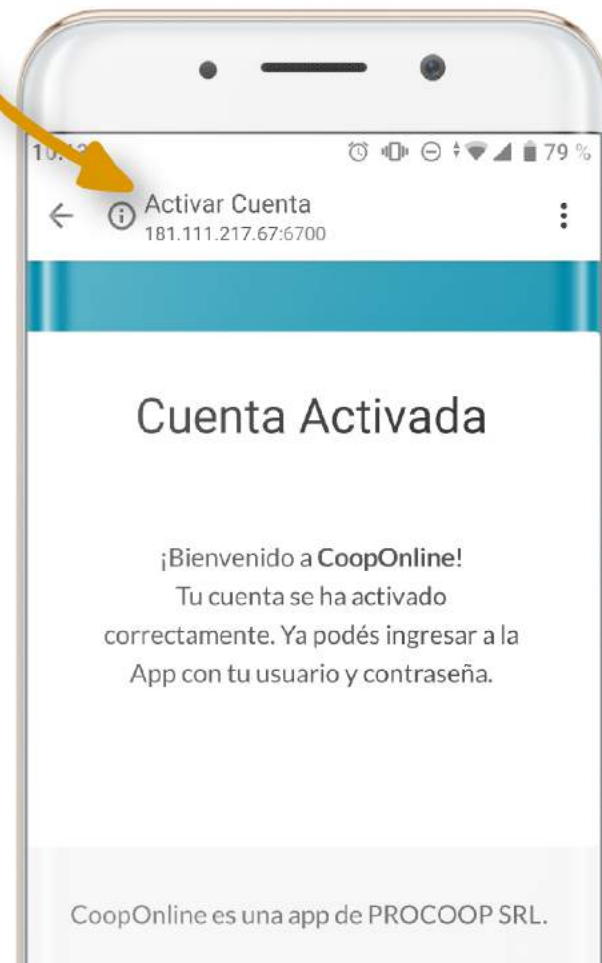 79 %
Activar Cuenta
181.111.217.67:6700
Cuenta Activada
¡Bienvenido a CoopOnline!
Tu cuenta se ha activado
correctamente. Ya podés ingresar a la
App con tu usuario y contraseña.
CoopOnline es una app de PROCOOP SRL.